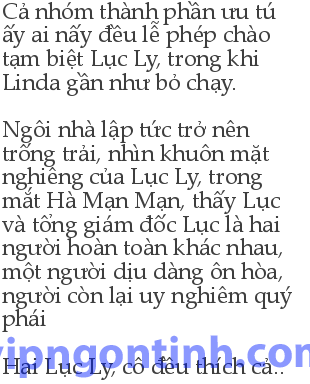 Cả nhóm thành phần ưu tú
ấy ai nấy đều lễ phép chào
tạm biệt Lục Ly, trong khi
Linda gần như bỏ chạy.
Ngôi nhà lập tức trở nên
trống trải, nhìn khuôn mặt
nghiêng của Lục Ly, trong
mắt Hà Mạn Mạn, thấy Lục
và tổng giám đốc Lục là hai
người hoàn toàn khác nhau,
một người dịu dàng ôn hòa,
người còn lại uy nghiêm quý
phái
vipngontinh.com
Hai Lục Ly, cô đều thích cả..